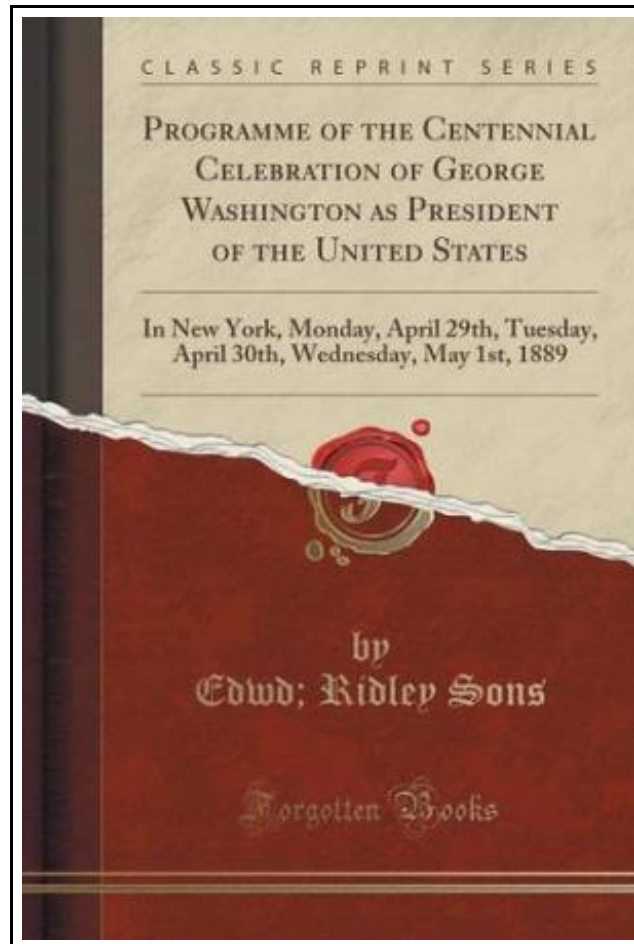 CLASSIC REPRINT SERIES
PROGRAMME OF THE CENTENNIAL
CELEBRATION OF GEORGE
WASHINGTON AS PRESIDENT
OF THE UNITED STATES
In New York, Monday, April 29th, Tuesday,
April 30th, Wednesday, May 1st, 1889
F
by
Edwd; Ridley Sons
Forgotten Books